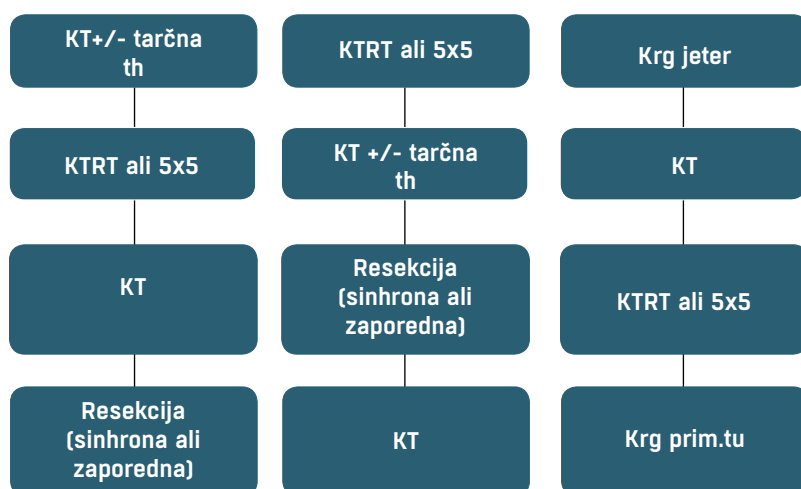 KT+/- tarčna
th
KTRT ali 5x5
KT
Resekcija
(sinhrona ali
zaporedna)
KTRT ali 5x5
KT +/- tarčna
th
Resekcija
(sinhrona ali
zaporedna)
KT
Krg jeter
KT
KTRT ali 5x5
Krg prim.tu